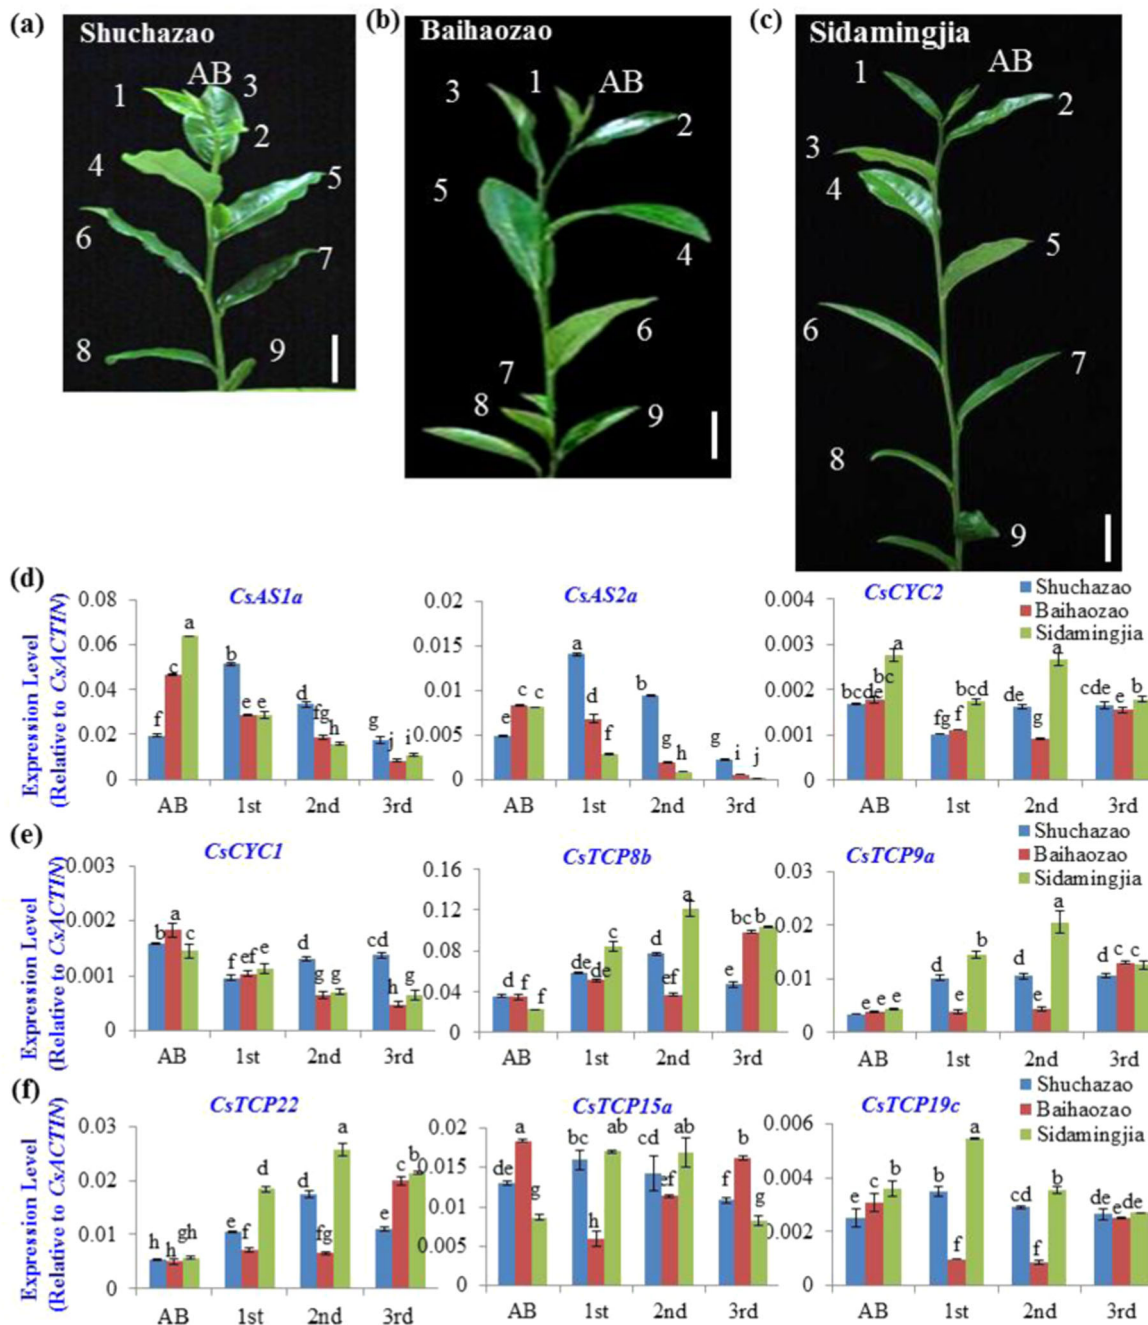 (a) Shuchazao
AB
1 3
2
4
5
6
7
8 9
(b) Baihaozao
3 1 AB
2
5
4
6
7
8
9
(c) Sidamingjia
1 AB
2
3
4
5
6
7
8
9
(d)
Expression Level
(Relative to CsACTIN)
CsAS1a
0.08
0.06
0.04
0.02
0
f c a
b e e
h fg h
g j i
AB 1st 2nd 3rd
CsAS2a
0.02
0.015
0.01
0.005
0
e c c
a d f
b g h
g i j
AB 1st 2nd 3rd
CsCYC2
0.004
0.003
0.002
0.001
0
bcde bc a
fg f bcd
de g a
cde b
AB 1st 2nd 3rd
Shuchazao
Baihaozao
Sidamingjia
(e)
Expression Level
(Relative to CsACTIN)
CsCYC1
0.003
0.002
0.001
0
b a c
f ef e
d g g
cd h g
AB 1st 2nd 3rd
CsTCP8b
0.16
0.12
0.08
0.04
0
d f f
de de c
d ef a
e bc b
AB 1st 2nd 3rd
CsTCP9a
0.03
0.02
0.01
0
e e e
d e b
d e a
d c c
AB 1st 2nd 3rd
Shuchazao
Baihaozao
Sidamingjia
(f)
Expression Level
(Relative to CsACTIN)
CsTCP22
0.03
0.02
0.01
0
h h gh
e f d
d fg a
e c b
AB 1st 2nd 3rd
CsTCP15a
0.02
0.015
0.01
0.005
0
de a g
bc h ab
cd ef ab
f b g
AB 1st 2nd 3rd
CsTCP19c
0.006
0.004
0.002
0
e c b
b f a
cd f b
de e de
AB 1st 2nd 3rd
Shuchazao
Baihaozao
Sidamingjia